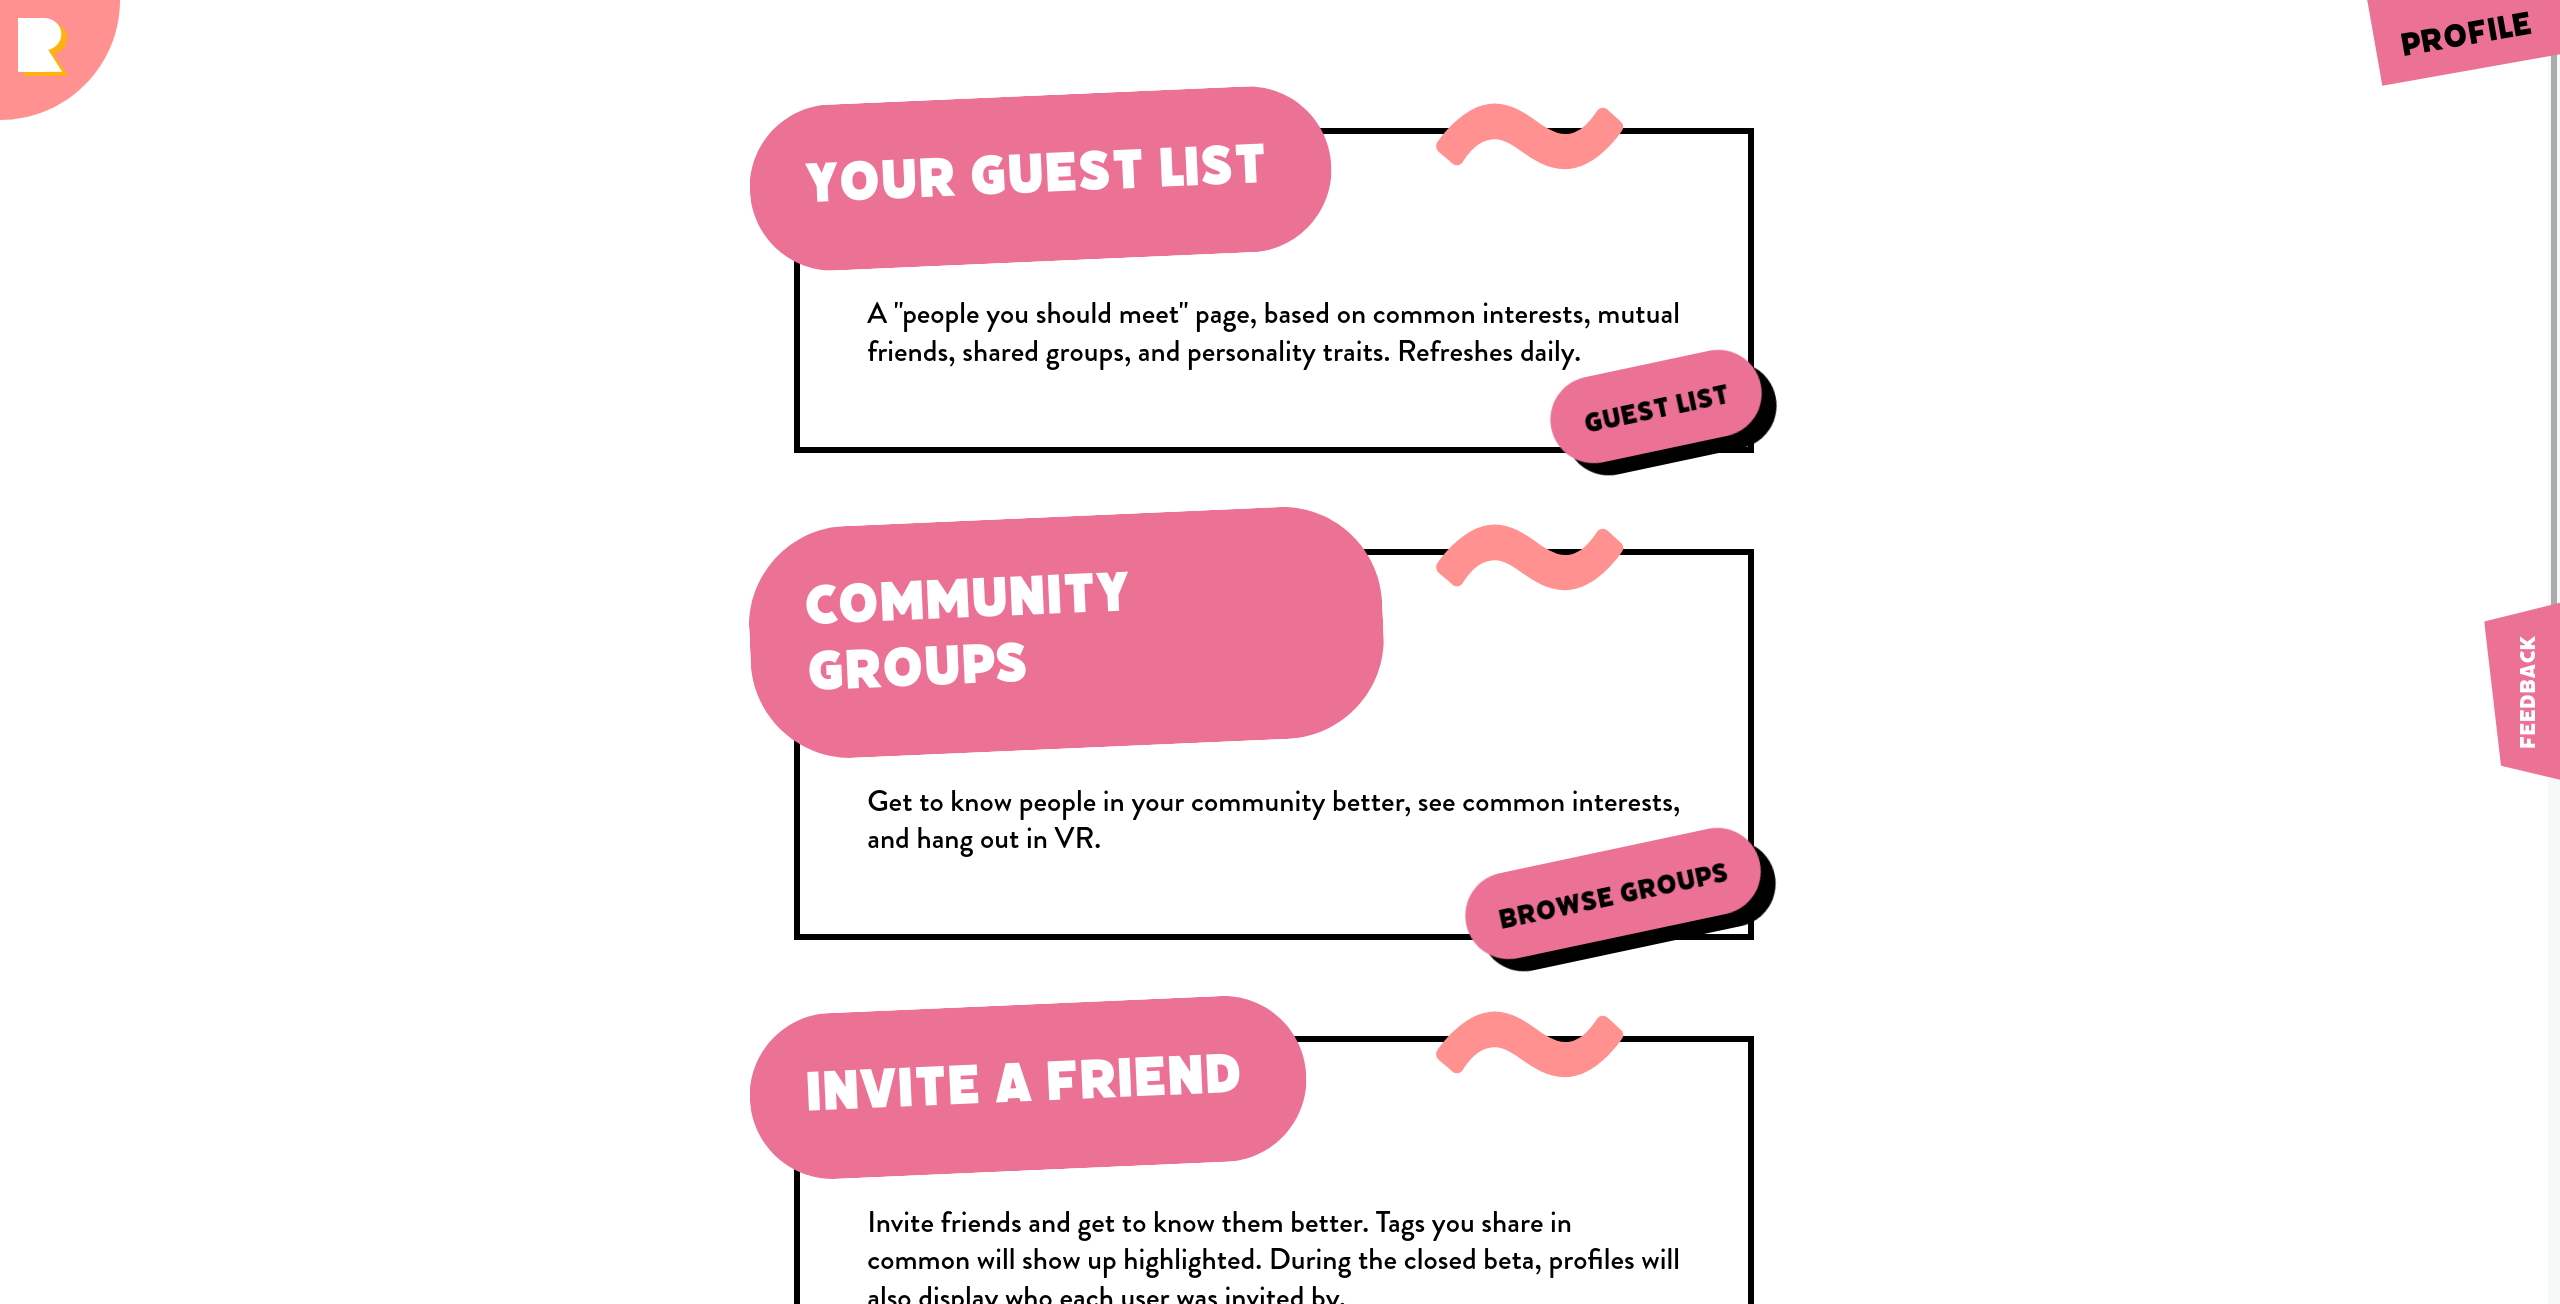 R
PROFILE
YOUR GUEST LIST
A "people you should meet" page, based on common interests, mutual
friends, shared groups, and personality traits. Refreshes daily.
GUEST LIST
COMMUNITY
GROUPS
Get to know people in your community better, see common interests,
and hang out in VR.
BROWSE GROUPS
FEEDBACK
INVITE A FRIEND
Invite friends and get to know them better. Tags you share in
common will show up highlighted. During the closed beta, profiles will
also display who each user was invited by.